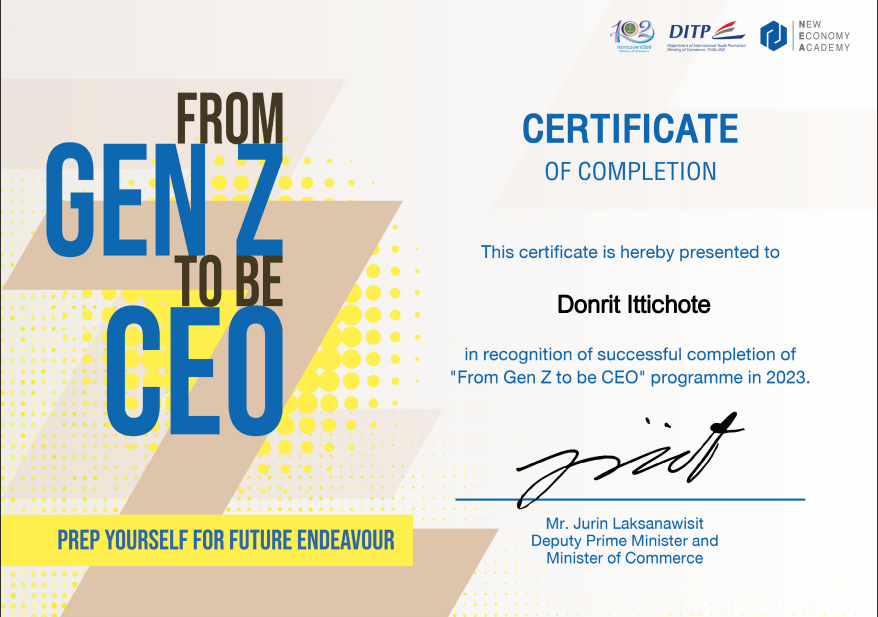 102
กระทรวงพาณิชย์
Ministry of Commerce
DITP
Department of International Trade Promotion
Ministry of Commerce, THAILAND
NEW
ECONOMY
ACADEMY
FROM
GEN Z
TO BE
CEO
PREP YOURSELF FOR FUTURE ENDEAVOUR
CERTIFICATE
OF COMPLETION
This certificate is hereby presented to
Donrit Ittichote
in recognition of successful completion of
"From Gen Z to be CEO" programme in 2023.
Mr. Jurin Laksanawisit
Deputy Prime Minister and
Minister of Commerce